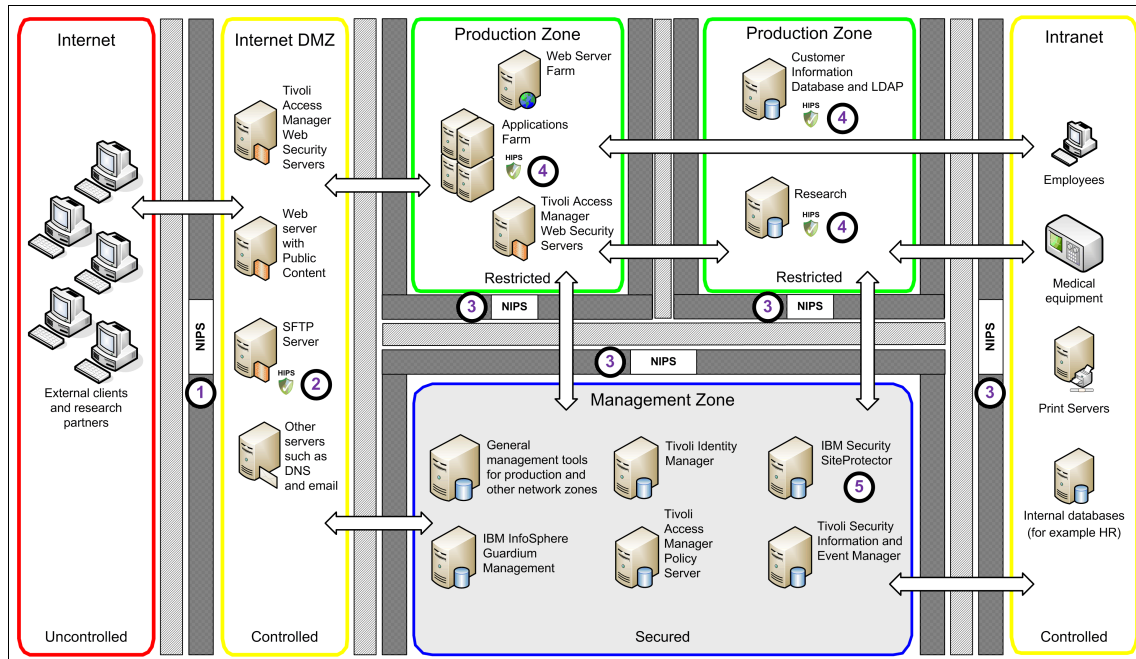 Internet
External clients
and research
partners
Uncontrolled
NIPS
1
Internet DMZ
Tivoli
Access
Manager
Web
Security
Servers
Web
server
with
Public
Content
SFTP
Server
HIPS
2
Other
servers
such as
DNS
and email
Controlled
Production Zone
Web Server
Farm
Applications
Farm
HIPS
4
Tivoli Access
Manager
Web Security
Servers
Restricted
3
NIPS
Production Zone
Customer
Information
Database and LDAP
HIPS
4
Research
HIPS
4
Restricted
3
NIPS
3
NIPS
Management Zone
General
management tools
for production and
other network zones
Tivoli Identity
Manager
IBM Security
SiteProtector
5
IBM InfoSphere
Guardium
Management
Tivoli
Access
Manager
Policy
Server
Tivoli Security
Information and
Event Manager
Secured
NIPS
3
Intranet
Employees
Medical
equipment
Print Servers
Internal databases
(for example HR)
Controlled